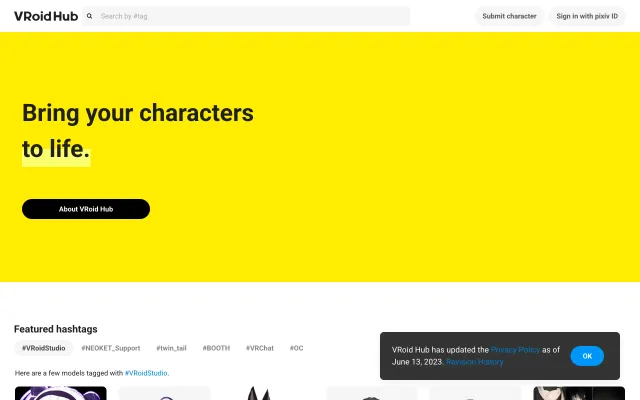 VRoid Hub
Search by #tag
Submit character
Sign in with pixiv ID
Bring your characters
to life.
About VRoid Hub
Featured hashtags
#VRoidStudio #NEOKET_Support #twin_tail #BOOTH #VRChat #OC
Here are a few models tagged with #VRoidStudio.
VRoid Hub has updated the Privacy Policy as of
June 13, 2023. Revision History
OK